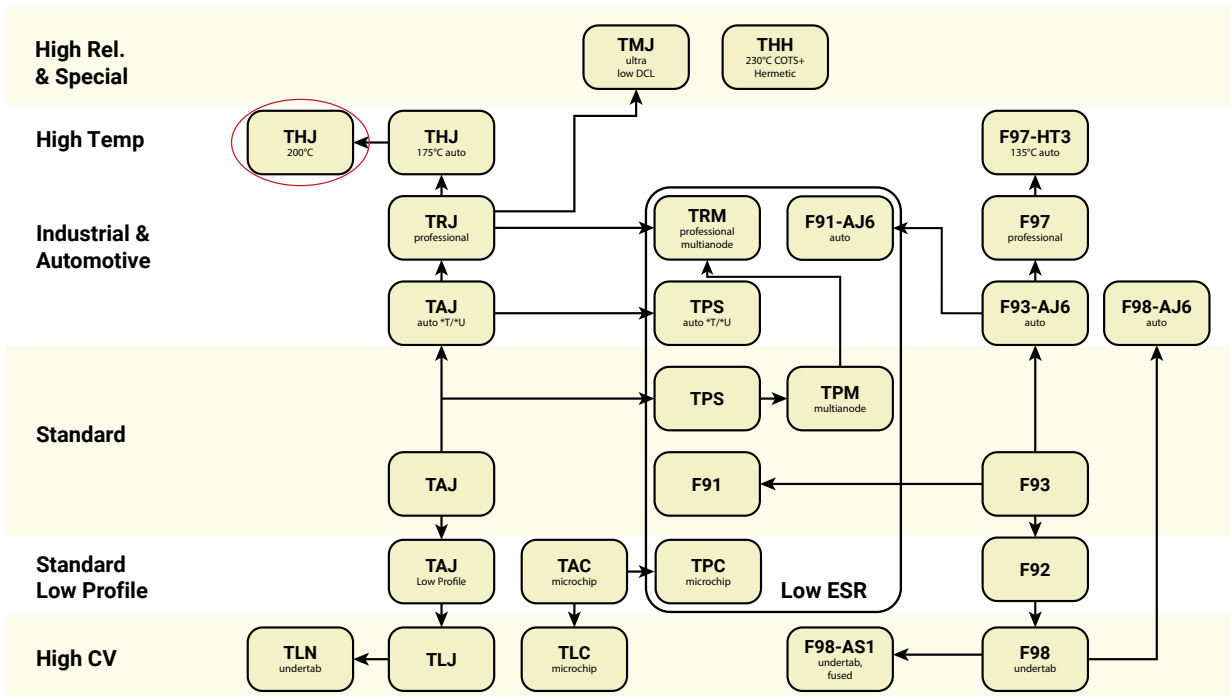 High Rel.
& Special
TMJ
ultra
low DCL
THH
230°C COTS+
Hermetic
High Temp
THJ
200°C
THJ
175°C auto
F97-HT3
135°C auto
Industrial &
Automotive
TRJ
professional
TRM
professional
multianode
F91-AJ6
auto
F97
professional
TAJ
auto *T/*U
TPS
auto *T/*U
F93-AJ6
auto
F98-AJ6
auto
Standard
TPS
TPM
multianode
TAJ
F91
F93
Standard
Low Profile
TAJ
Low Profile
TAC
microchip
TPC
microchip
Low ESR
F92
High CV
TLN
undertab
TLJ
TLC
microchip
F98-AS1
undertab,
fused
F98
undertab